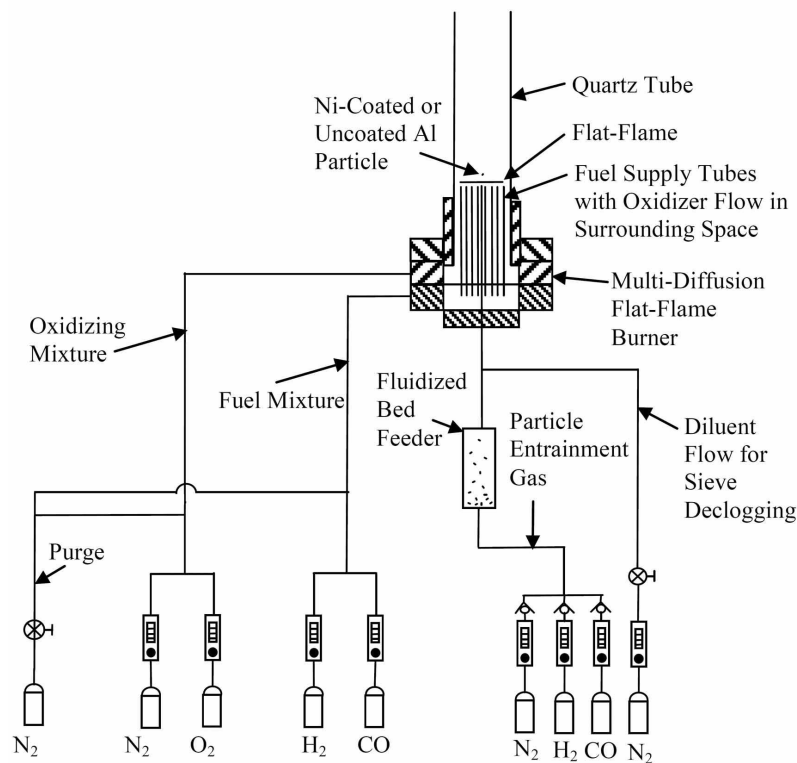 Quartz Tube
Ni-Coated or
Uncoated Al
Particle
Flat-Flame
Fuel Supply Tubes
with Oxidizer Flow in
Surrounding Space
Multi-Diffusion
Flat-Flame
Burner
Oxidizing
Mixture
Fuel Mixture
Fluidized
Bed
Feeder
Particle
Entrainment
Gas
Diluent
Flow for
Sieve
Declogging
Purge
N₂
N₂
O₂
H₂
CO
N₂
H₂
CO
N₂